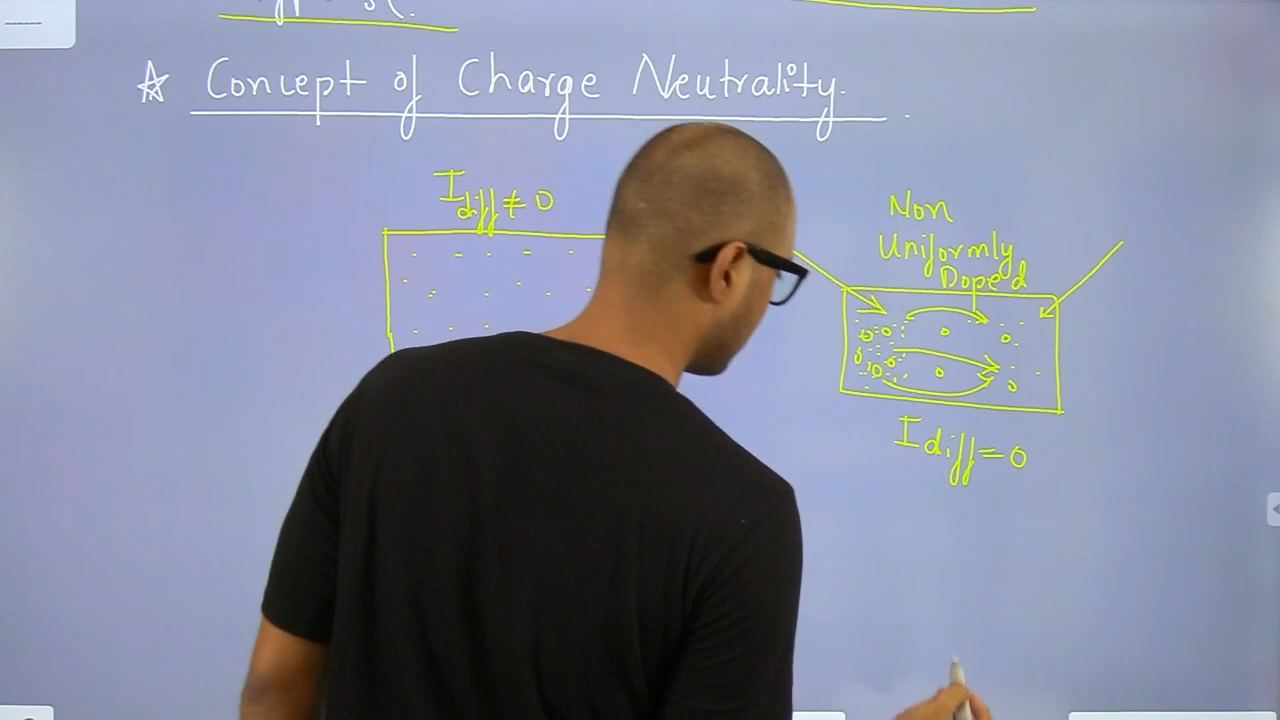 ☆ Concept of Charge Neutrality.
I diff ≠ 0
Non
Uniformly
Doped
I diff = 0